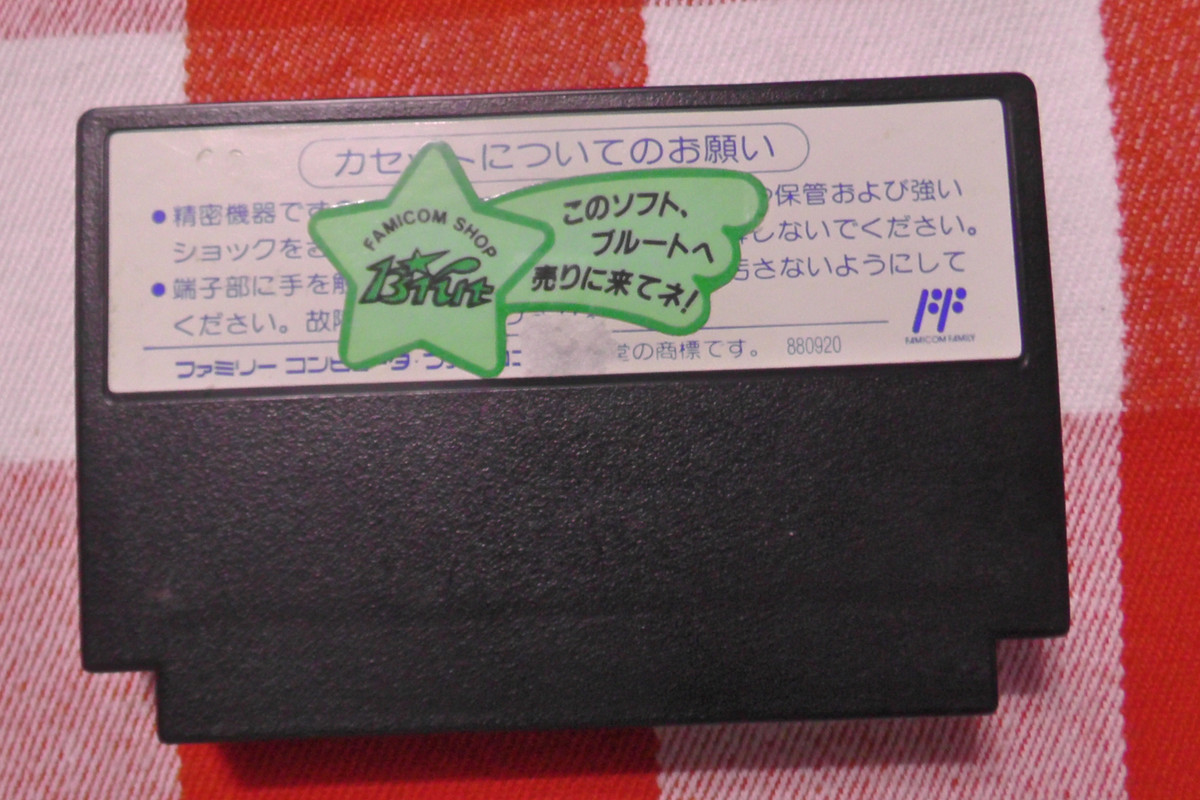 カセットについてのお願い
● 精密機器です
保管および強い
ショックを
しないでください。
● 端子部に手を
さないようにして
ください。故
FAMICOM FAMILY
ファミリー コンピュータ・
堂の商標です。 880920
FAMICOM SHOP
Brut
このソフト、
ブルートへ
売りに来てネ!